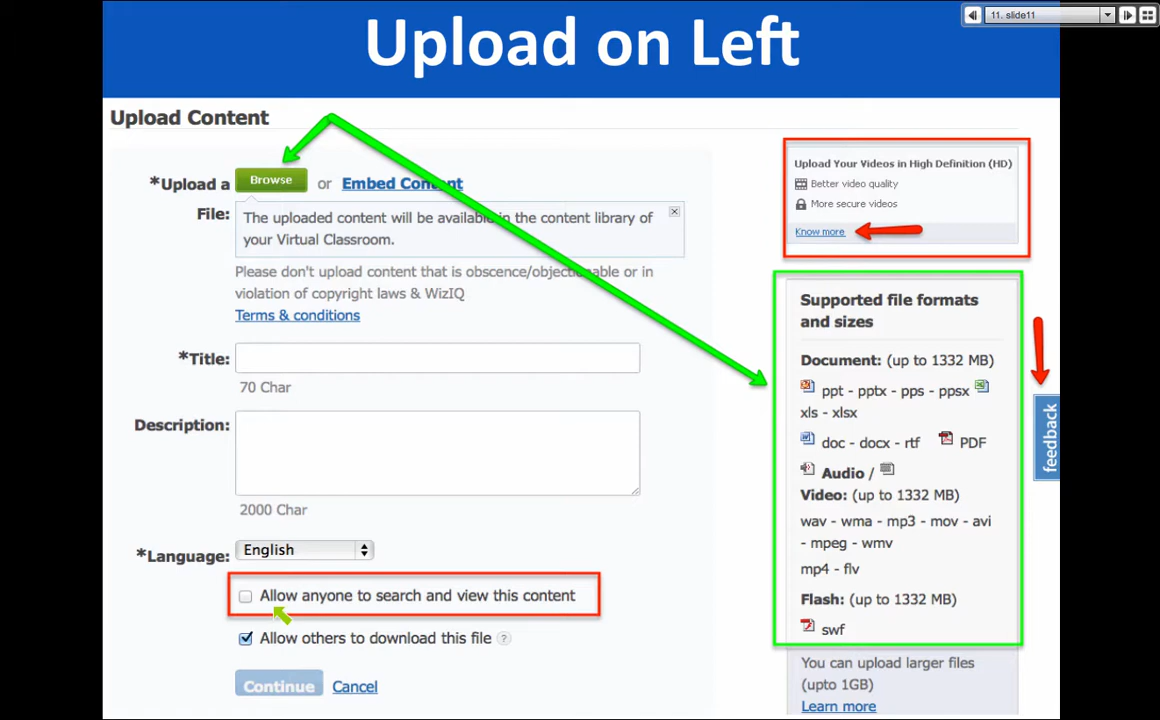 11. slide11
Upload on Left
Upload Content
*Upload a File:
Browse or Embed Content
The uploaded content will be available in the content library of
your Virtual Classroom.
Please don't upload content that is obscence/objectionable or in
violation of copyright laws & WizIQ
Terms & conditions
*Title:
70 Char
Description:
2000 Char
*Language: English
Allow anyone to search and view this content
Allow others to download this file ?
Continue Cancel
Upload Your Videos in High Definition (HD)
Better video quality
More secure videos
Know more
Supported file formats
and sizes
Document: (up to 1332 MB)
ppt - pptx - pps - ppsx
xls - xlsx
doc - docx - rtf PDF
Audio /
Video: (up to 1332 MB)
wav - wma - mp3 - mov - avi
- mpeg - wmv
mp4 - flv
Flash: (up to 1332 MB)
swf
You can upload larger files
(upto 1GB)
Learn more
feedback